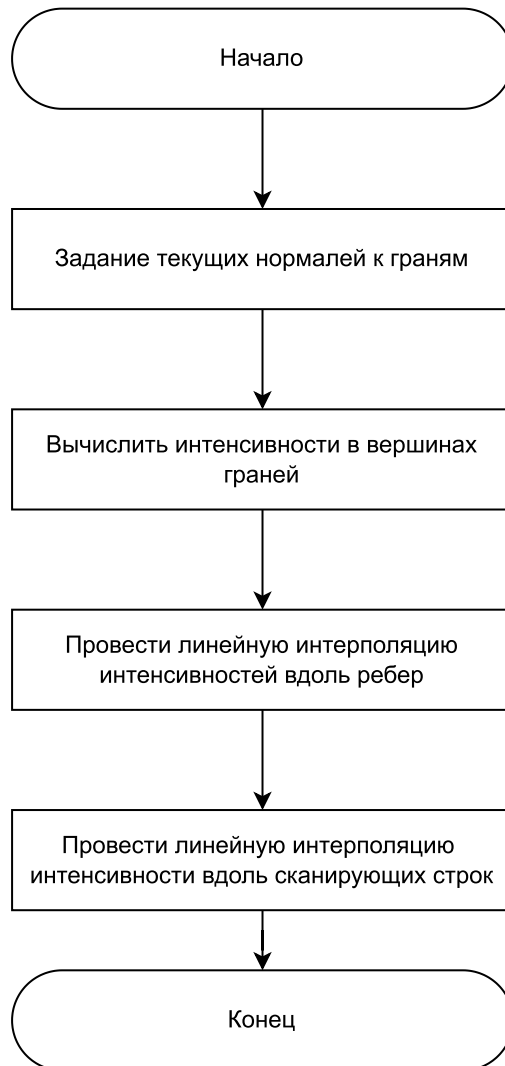 Начало
Задание текущих нормалей к граням
Вычислить интенсивности в вершинах
граней
Провести линейную интерполяцию
интенсивностей вдоль ребер
Провести линейную интерполяцию
интенсивности вдоль сканирующих строк
Конец